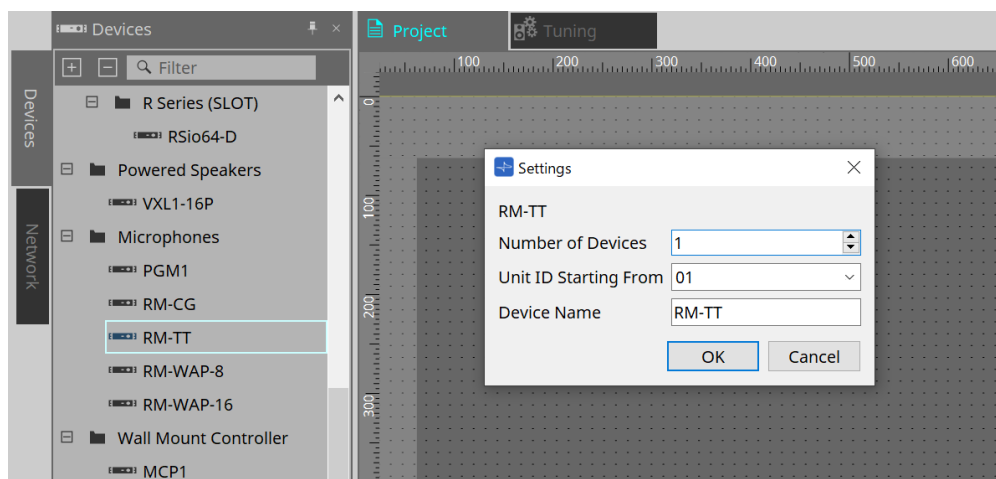 Devices
Filter
R Series (SLOT)
RSio64-D
Powered Speakers
VXL1-16P
Microphones
PGM1
RM-CG
RM-TT
RM-WAP-8
RM-WAP-16
Wall Mount Controller
MCP1
Devices
Network
Project
Tuning
100 200 300 400 500 600
0
100
200
300
Settings
RM-TT
Number of Devices 1
Unit ID Starting From 01
Device Name RM-TT
OK Cancel